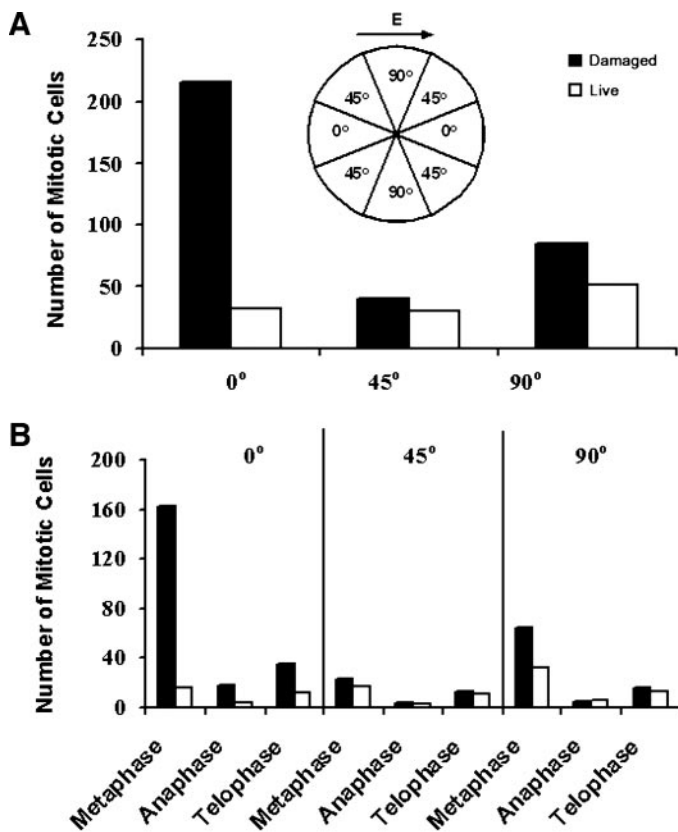 A
E
Number of Mitotic Cells
250
200
150
100
50
0
90°
45°
45°
0°
0°
45°
45°
90°
Damaged
Live
0°
45°
90°
B
Number of Mitotic Cells
200
160
120
80
40
0
0°
45°
90°
Metaphase
Anaphase
Telophase
Metaphase
Anaphase
Telophase
Metaphase
Anaphase
Telophase